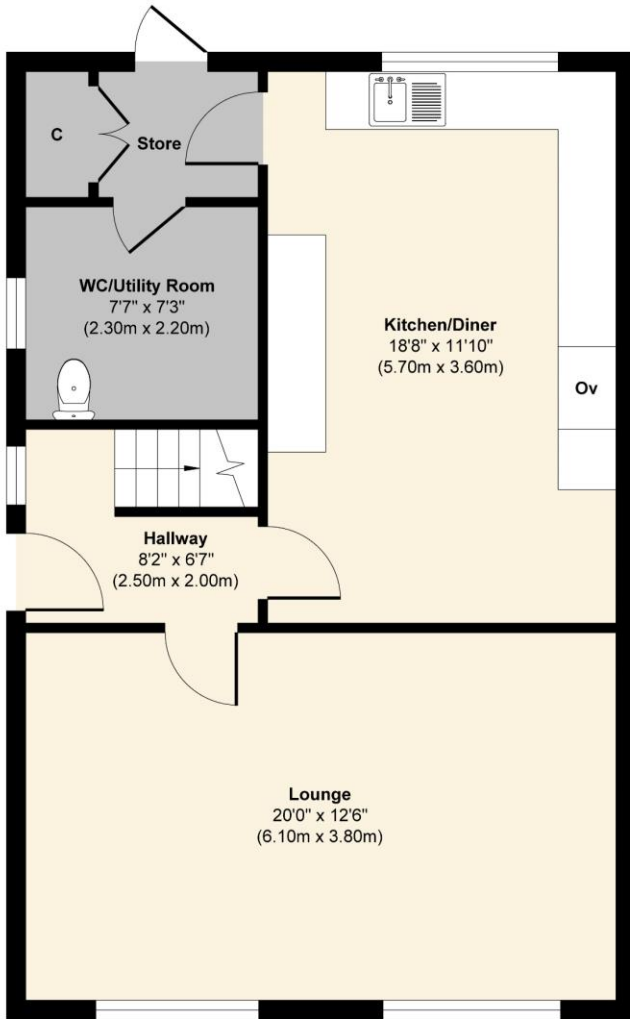 C
Store
WC/Utility Room
7'7" x 7'3"
(2.30m x 2.20m)
Kitchen/Diner
18'8" x 11'10"
(5.70m x 3.60m)
Ov
Hallway
8'2" x 6'7"
(2.50m x 2.00m)
Lounge
20'0" x 12'6"
(6.10m x 3.80m)